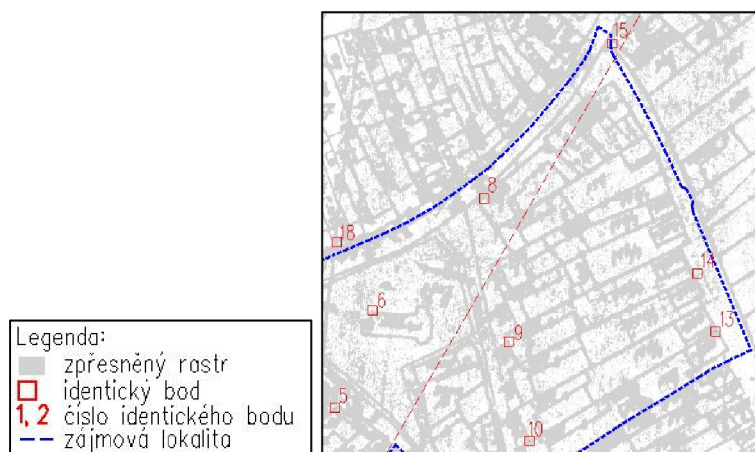 15
8
18
14
6
13
9
5
10
Legenda:
zpřesněný rastr
identický bod
1, 2 číslo identického bodu
zájmová lokalita